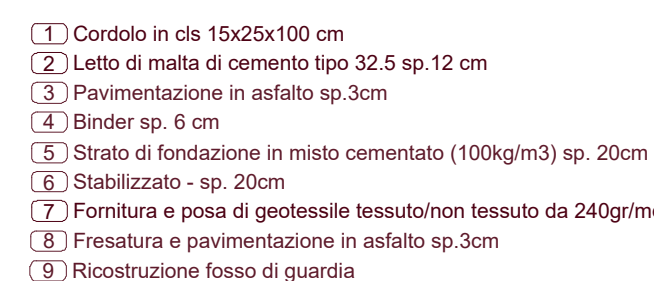 1 Cordolo in cls 15x25x100 cm
2 Letto di malta di cemento tipo 32.5 sp.12 cm
3 Pavimentazione in asfalto sp.3cm
4 Binder sp. 6 cm
5 Strato di fondazione in misto cementato (100kg/m3) sp. 20cm
6 Stabilizzato - sp. 20cm
7 Fornitura e posa di geotessile tessuto/non tessuto da 240gr/m
8 Fresatura e pavimentazione in asfalto sp.3cm
9 Ricostruzione fosso di guardia